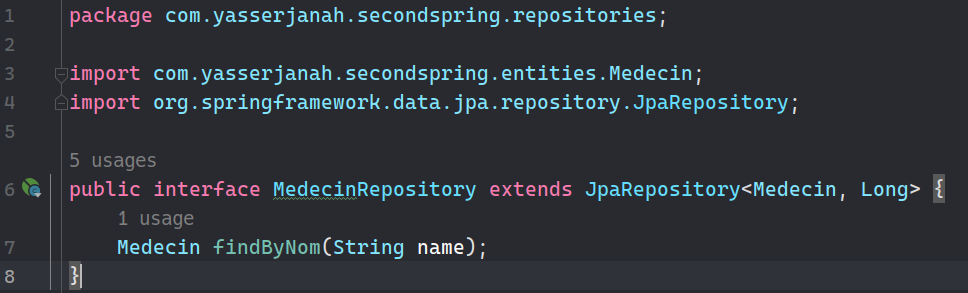 1 package com.yasserjanah.secondspring.repositories;
2
3 import com.yasserjanah.secondspring.entities.Medecin;
4 import org.springframework.data.jpa.repository.JpaRepository;
5
5 usages
6 public interface MedecinRepository extends JpaRepository<Medecin, Long> {
1 usage
7 Medecin findByNom(String name);
8 }